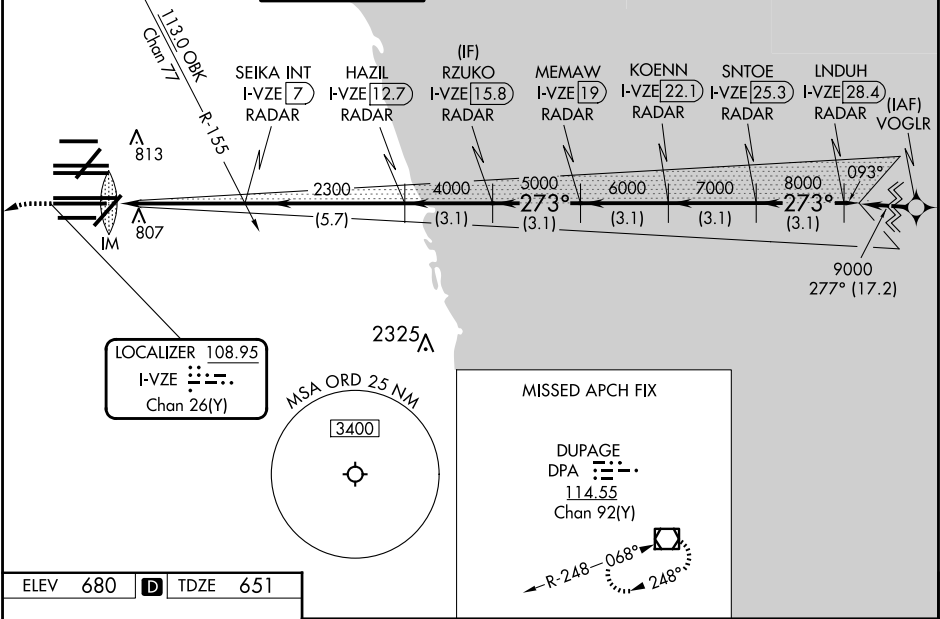 113.0 OBK
Chan 77
R-155
SEIKA INT
I-VZE 7
RADAR
HAZIL
I-VZE 12.7
RADAR
(IF)
RZUKO
I-VZE 15.8
RADAR
MEMAW
I-VZE 19
RADAR
KOENN
I-VZE 22.1
RADAR
SNTOE
I-VZE 25.3
RADAR
LNDUH
I-VZE 28.4
RADAR
(IAF)
VOGLR
813
807
IM
2300
4000
5000
6000
7000
8000
093°
273°
273°
(5.7)
(3.1)
(3.1)
(3.1)
(3.1)
(3.1)
9000
277° (17.2)
2325
LOCALIZER 108.95
I-VZE
Chan 26(Y)
MSA ORD 25 NM
3400
MISSED APCH FIX
DUPAGE
DPA
114.55
Chan 92(Y)
R-248
068°
248°
ELEV 680 D TDZE 651